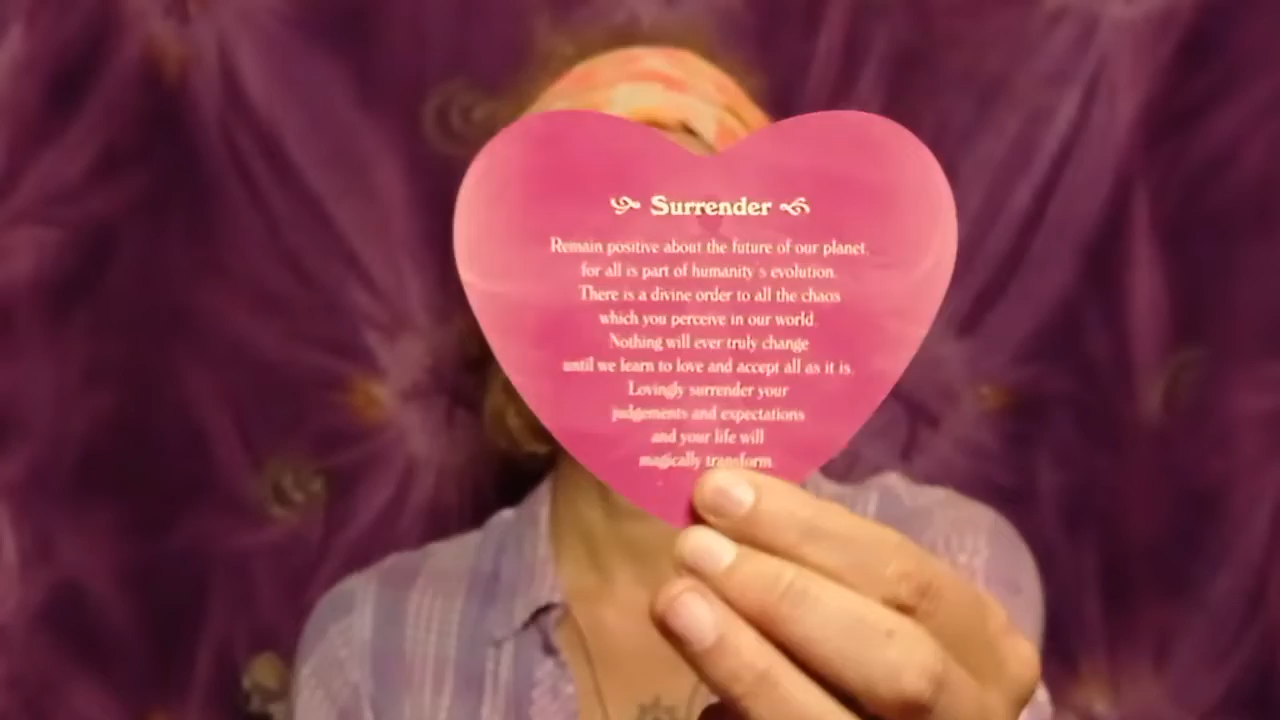 Surrender
Remain positive about the future of our planet,
for all is part of humanity's evolution.
There is a divine order to all the chaos
which you perceive in our world.
Nothing will ever truly change
until we learn to love and accept all as it is.
Lovingly surrender your
judgements and expectations
and your life will
magically transform.